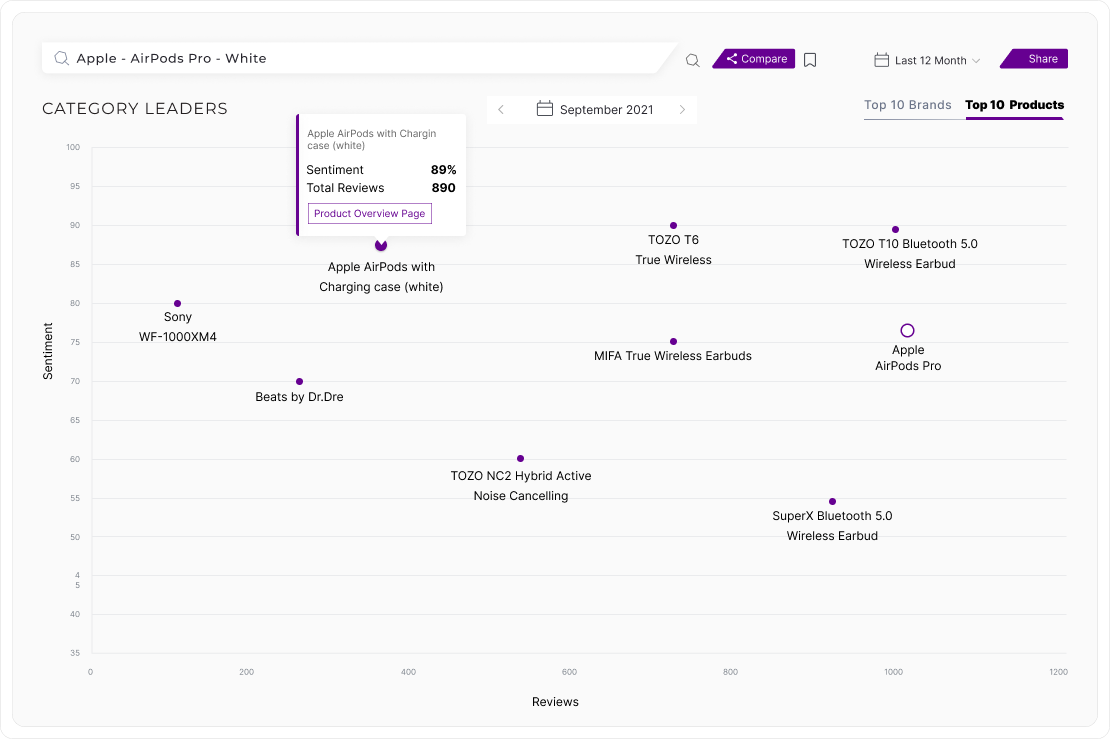 Apple - AirPods Pro - White
Compare
Last 12 Month
Share
CATEGORY LEADERS
September 2021
Top 10 Brands
Top 10 Products
Apple AirPods with Chargin
case (white)
Sentiment 89%
Total Reviews 890
Product Overview Page
100
95
90
85
80
75
70
65
60
55
50
4
5
40
35
Sentiment
TOZO T6
True Wireless
TOZO T10 Bluetooth 5.0
Wireless Earbud
Apple AirPods with
Charging case (white)
Sony
WF-1000XM4
MIFA True Wireless Earbuds
Apple
AirPods Pro
Beats by Dr.Dre
TOZO NC2 Hybrid Active
Noise Cancelling
SuperX Bluetooth 5.0
Wireless Earbud
0 200 400 600 800 1000 1200
Reviews